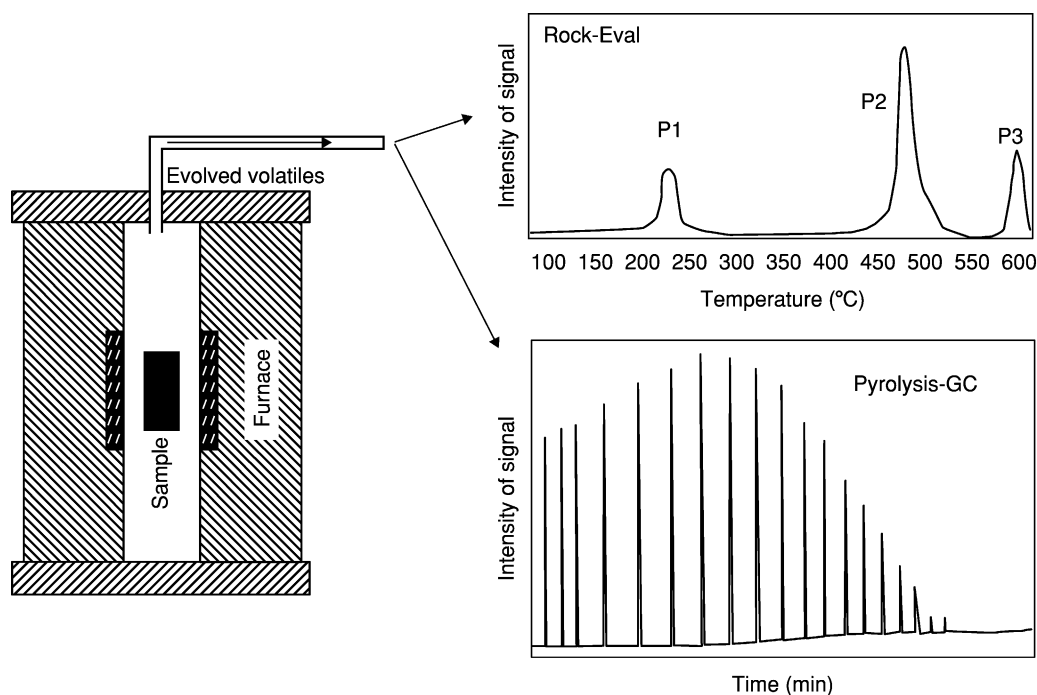 Evolved volatiles
Sample
Furnace
Rock-Eval
P1
P2
P3
Intensity of signal
100 150 200 250 300 350 400 450 500 550 600
Temperature (ºC)
Pyrolysis-GC
Intensity of signal
Time (min)